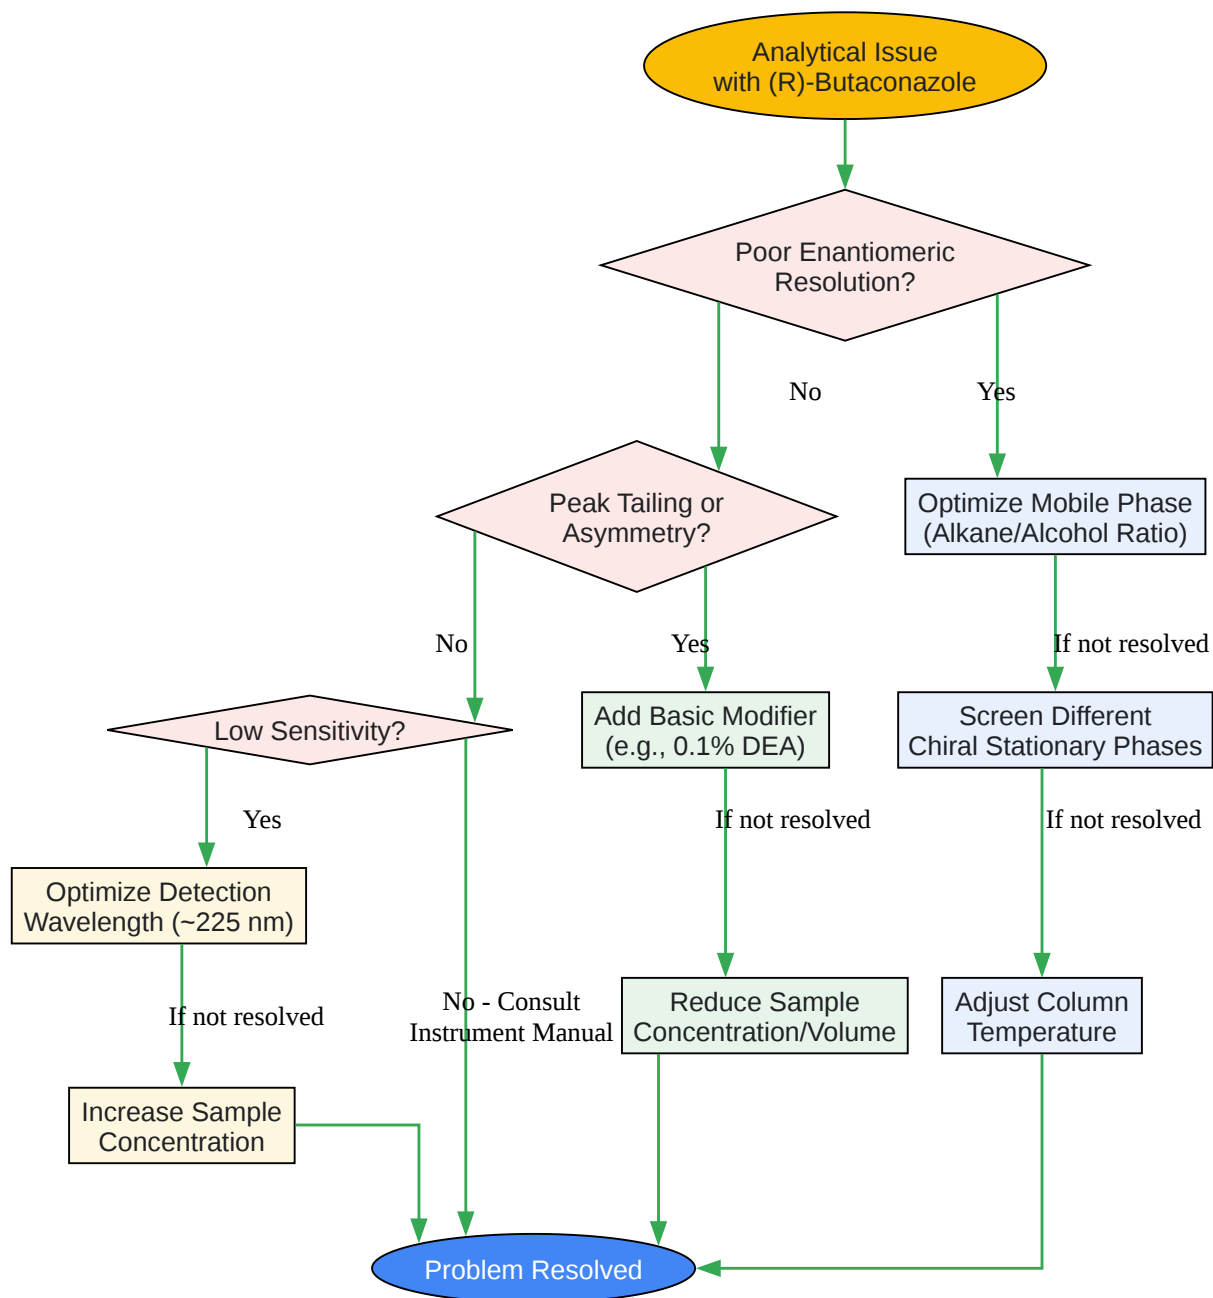 Analytical Issue
with (R)-Butaconazole
Poor Enantiomeric
Resolution?
No
Yes
Peak Tailing or
Asymmetry?
Optimize Mobile Phase
(Alkane/Alcohol Ratio)
No
Yes
If not resolved
Low Sensitivity?
Add Basic Modifier
(e.g., 0.1% DEA)
Screen Different
Chiral Stationary Phases
Yes
If not resolved
If not resolved
Optimize Detection
Wavelength (~225 nm)
If not resolved
No - Consult
Instrument Manual
Reduce Sample
Concentration/Volume
Adjust Column
Temperature
Increase Sample
Concentration
Problem Resolved